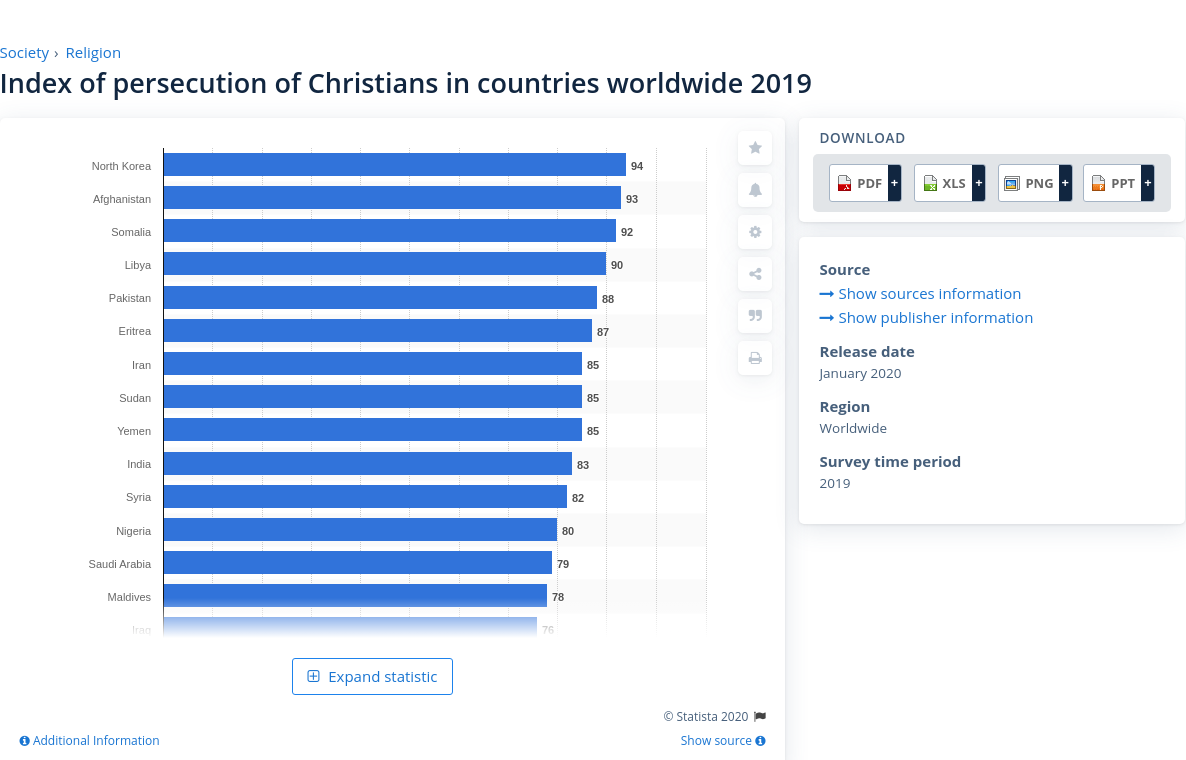 Society › Religion
Index of persecution of Christians in countries worldwide 2019
North Korea 94
Afghanistan 93
Somalia 92
Libya 90
Pakistan 88
Eritrea 87
Iran 85
Sudan 85
Yemen 85
India 83
Syria 82
Nigeria 80
Saudi Arabia 79
Maldives 78
Iraq 76
Expand statistic
© Statista 2020
Additional Information
Show source
DOWNLOAD
PDF + XLS + PNG + PPT +
Source
Show sources information
Show publisher information
Release date
January 2020
Region
Worldwide
Survey time period
2019